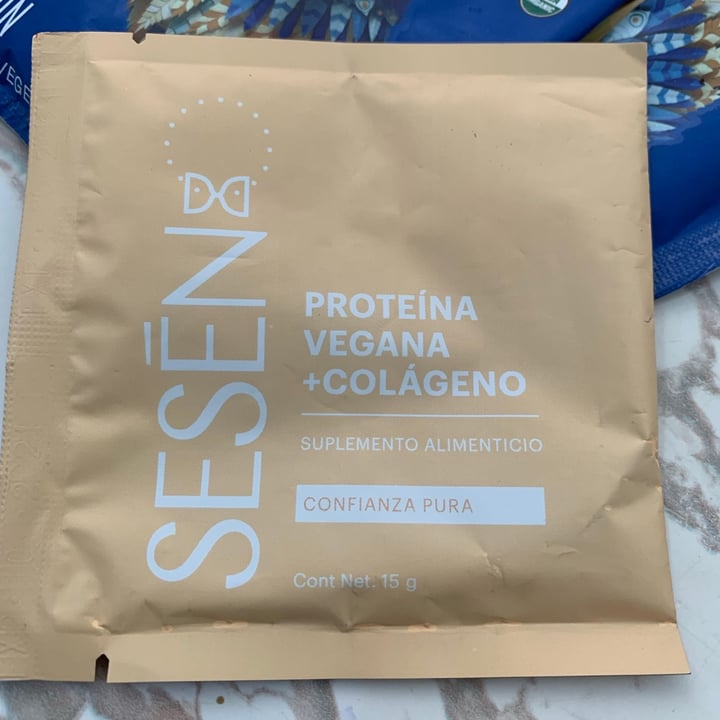 SESĒN
PROTEÍNA
VEGANA
+COLÁGENO
SUPLEMENTO ALIMENTICIO
CONFIANZA PURA
Cont Net. 15 g